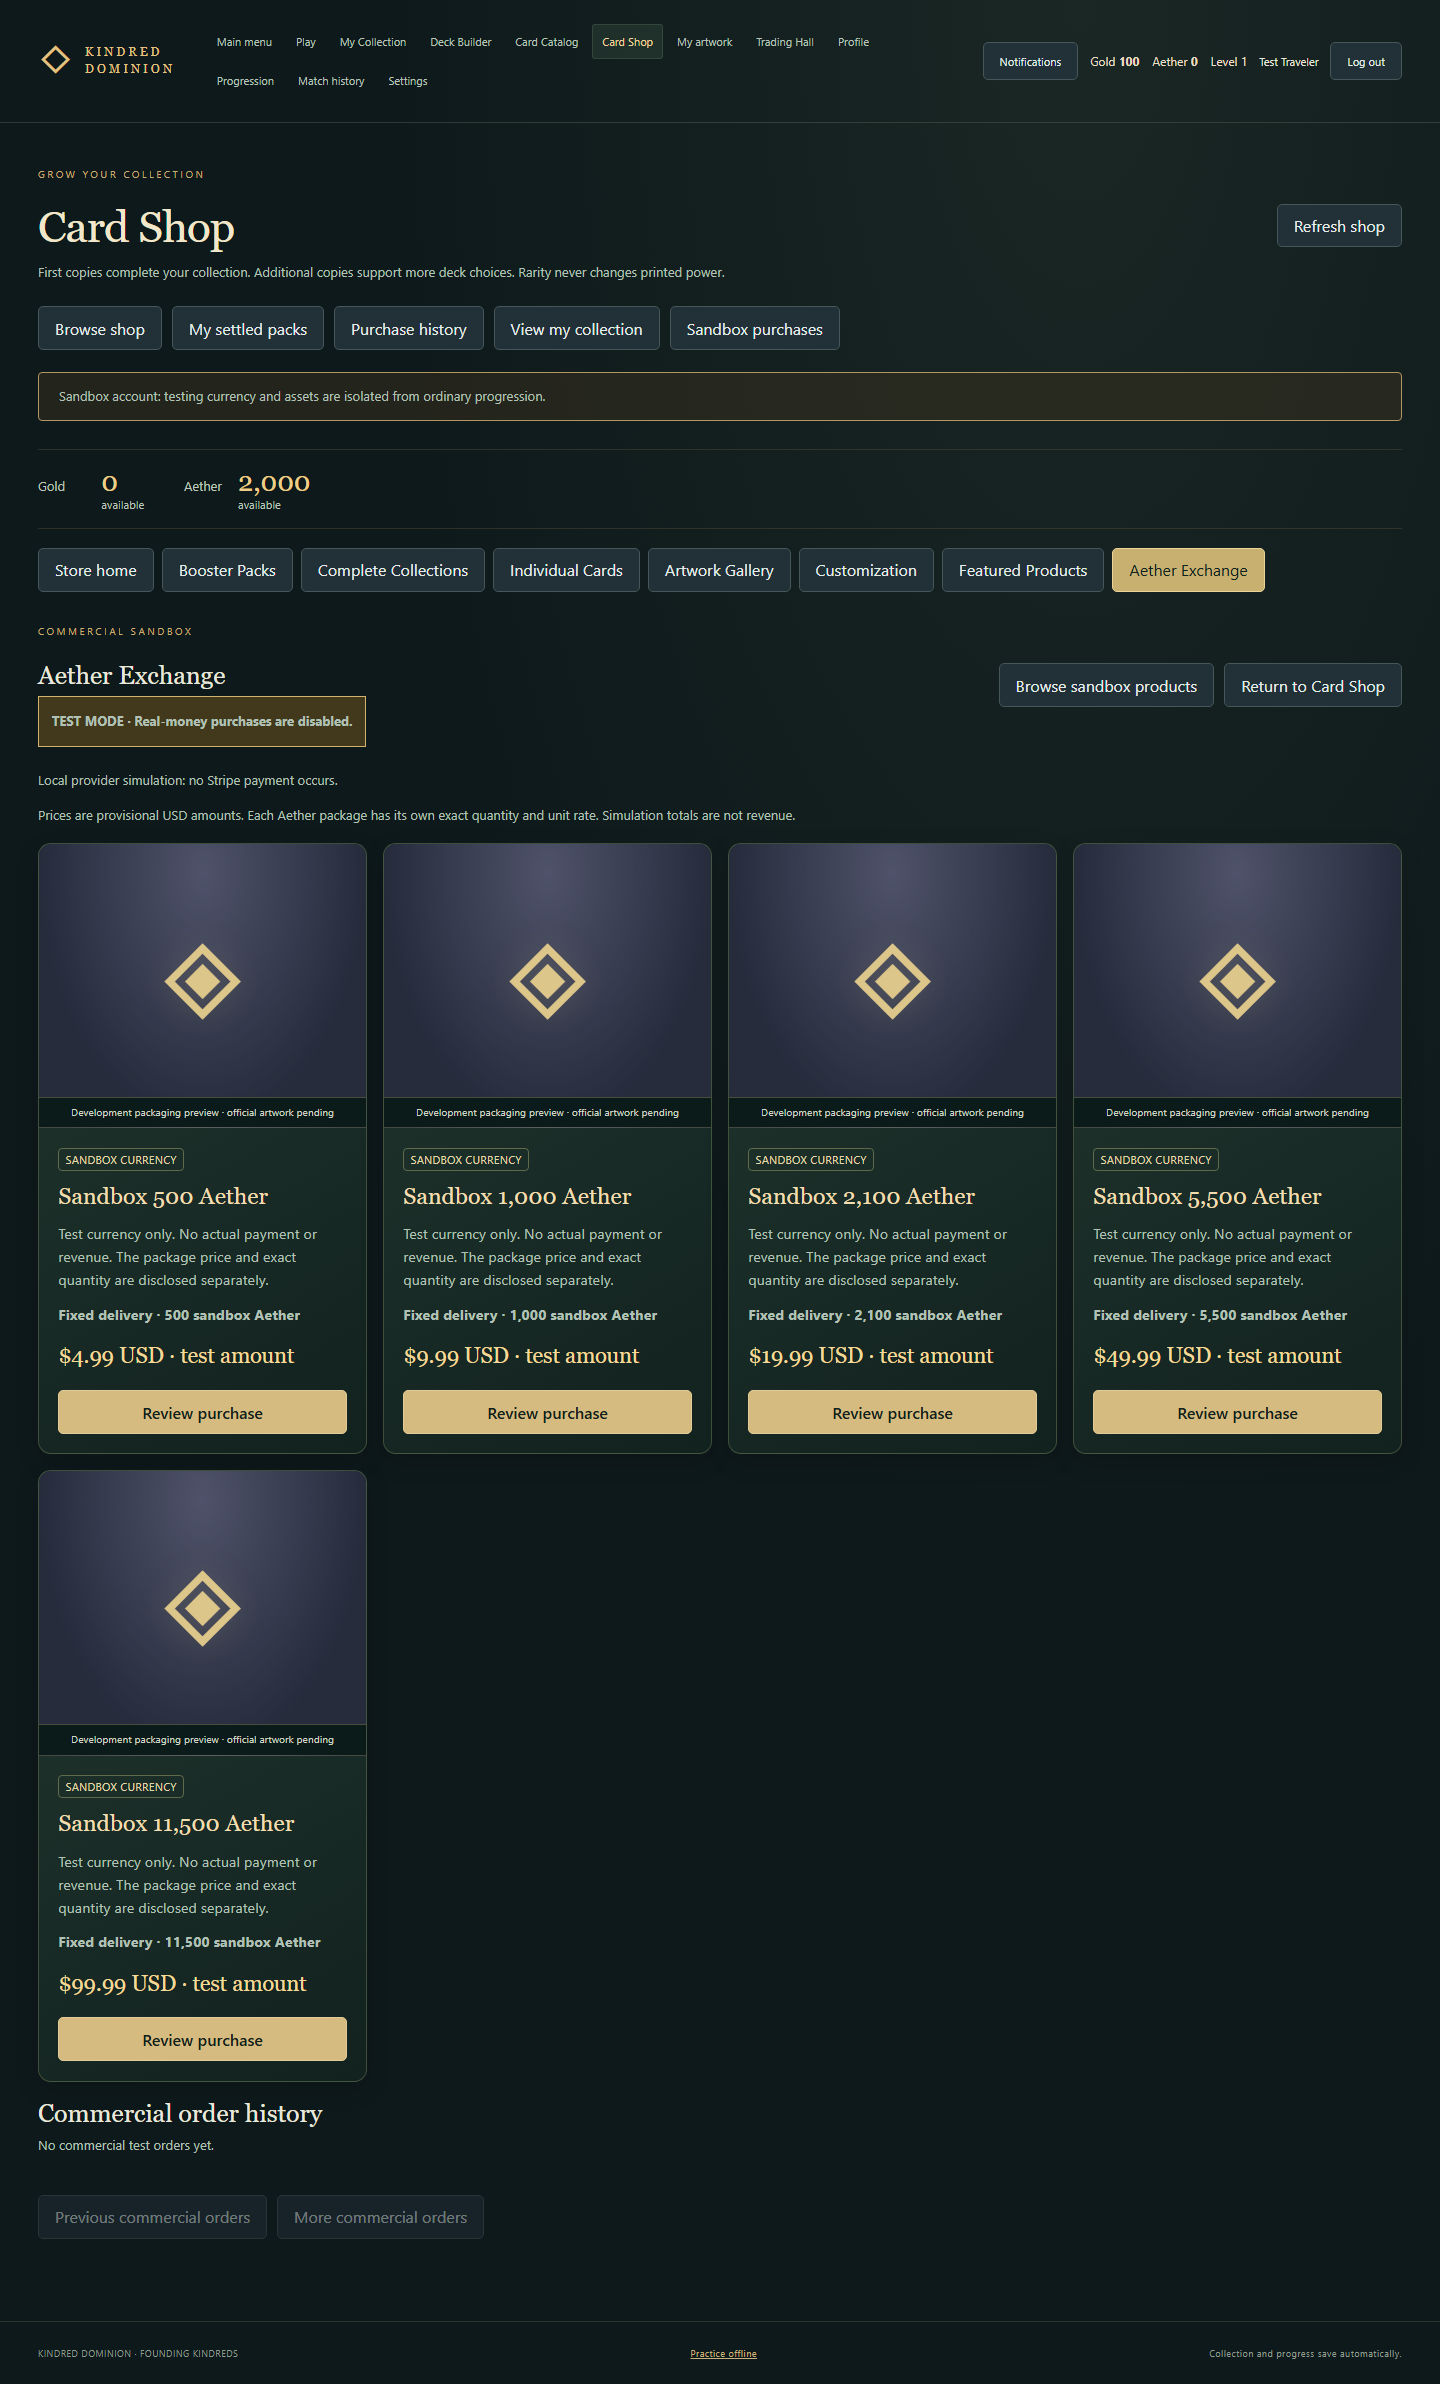 KINDRED
DOMINION
Main menu Play My Collection Deck Builder Card Catalog Card Shop My artwork Trading Hall Profile
Progression Match history Settings
Notifications Gold 100 Aether 0 Level 1 Test Traveler Log out
GROW YOUR COLLECTION
Card Shop
Refresh shop
First copies complete your collection. Additional copies support more deck choices. Rarity never changes printed power.
Browse shop My settled packs Purchase history View my collection Sandbox purchases
Sandbox account: testing currency and assets are isolated from ordinary progression.
Gold 0 available Aether 2,000 available
Store home Booster Packs Complete Collections Individual Cards Artwork Gallery Customization Featured Products Aether Exchange
COMMERCIAL SANDBOX
Aether Exchange
Browse sandbox products Return to Card Shop
TEST MODE · Real-money purchases are disabled.
Local provider simulation: no Stripe payment occurs.
Prices are provisional USD amounts. Each Aether package has its own exact quantity and unit rate. Simulation totals are not revenue.
Development packaging preview · official artwork pending
SANDBOX CURRENCY
Sandbox 500 Aether
Test currency only. No actual payment or
revenue. The package price and exact
quantity are disclosed separately.
Fixed delivery · 500 sandbox Aether
$4.99 USD · test amount
Review purchase
Development packaging preview · official artwork pending
SANDBOX CURRENCY
Sandbox 1,000 Aether
Test currency only. No actual payment or
revenue. The package price and exact
quantity are disclosed separately.
Fixed delivery · 1,000 sandbox Aether
$9.99 USD · test amount
Review purchase
Development packaging preview · official artwork pending
SANDBOX CURRENCY
Sandbox 2,100 Aether
Test currency only. No actual payment or
revenue. The package price and exact
quantity are disclosed separately.
Fixed delivery · 2,100 sandbox Aether
$19.99 USD · test amount
Review purchase
Development packaging preview · official artwork pending
SANDBOX CURRENCY
Sandbox 5,500 Aether
Test currency only. No actual payment or
revenue. The package price and exact
quantity are disclosed separately.
Fixed delivery · 5,500 sandbox Aether
$49.99 USD · test amount
Review purchase
Development packaging preview · official artwork pending
SANDBOX CURRENCY
Sandbox 11,500 Aether
Test currency only. No actual payment or
revenue. The package price and exact
quantity are disclosed separately.
Fixed delivery · 11,500 sandbox Aether
$99.99 USD · test amount
Review purchase
Commercial order history
No commercial test orders yet.
Previous commercial orders More commercial orders
KINDRED DOMINION · FOUNDING KINDREDS Practice offline Collection and progress save automatically.